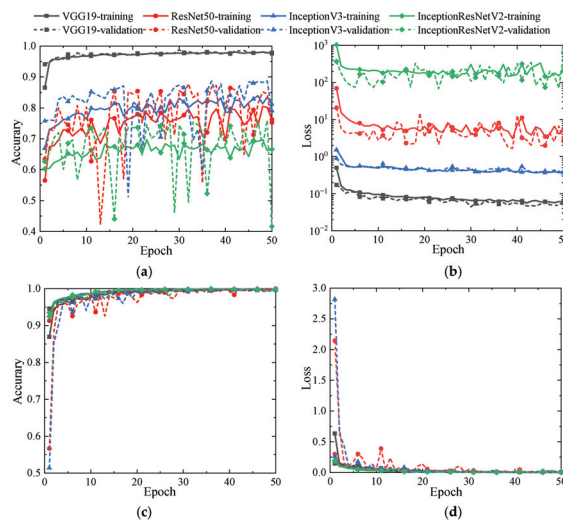 VGG19-training ResNet50-training InceptionV3-training InceptionResNetV2-training
VGG19-validation ResNet50-validation InceptionV3-validation InceptionResNetV2-validation
1.0
0.9
0.8
0.7
0.6
0.5
0.4
Accurary
0 10 20 30 40 50
Epoch
(a)
10³
10²
10¹
10⁰
10⁻¹
10⁻²
Loss
0 10 20 30 40 50
Epoch
(b)
1.0
0.9
0.8
0.7
0.6
0.5
Accurary
0 10 20 30 40 50
Epoch
(c)
3.0
2.5
2.0
1.5
1.0
0.5
0.0
Loss
0 10 20 30 40 50
Epoch
(d)